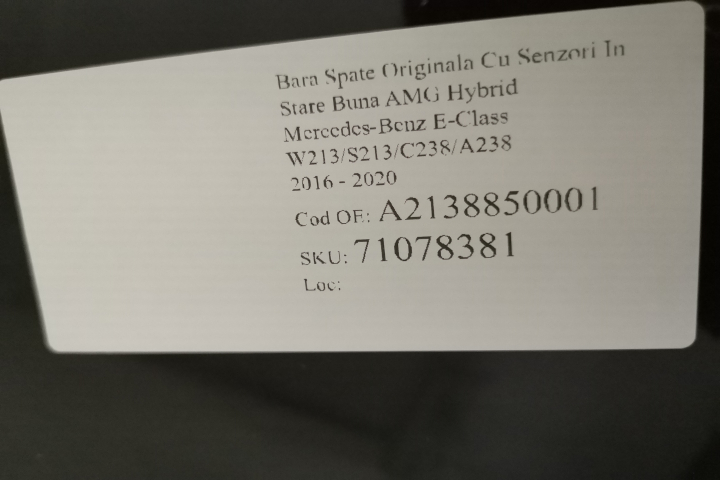 Bara Spate Originala Cu Senzori In
Stare Buna AMG Hybrid
Mercedes-Benz E-Class
W213/S213/C238/A238
2016 - 2020
Cod OE: A2138850001
SKU: 71078381
Loc: